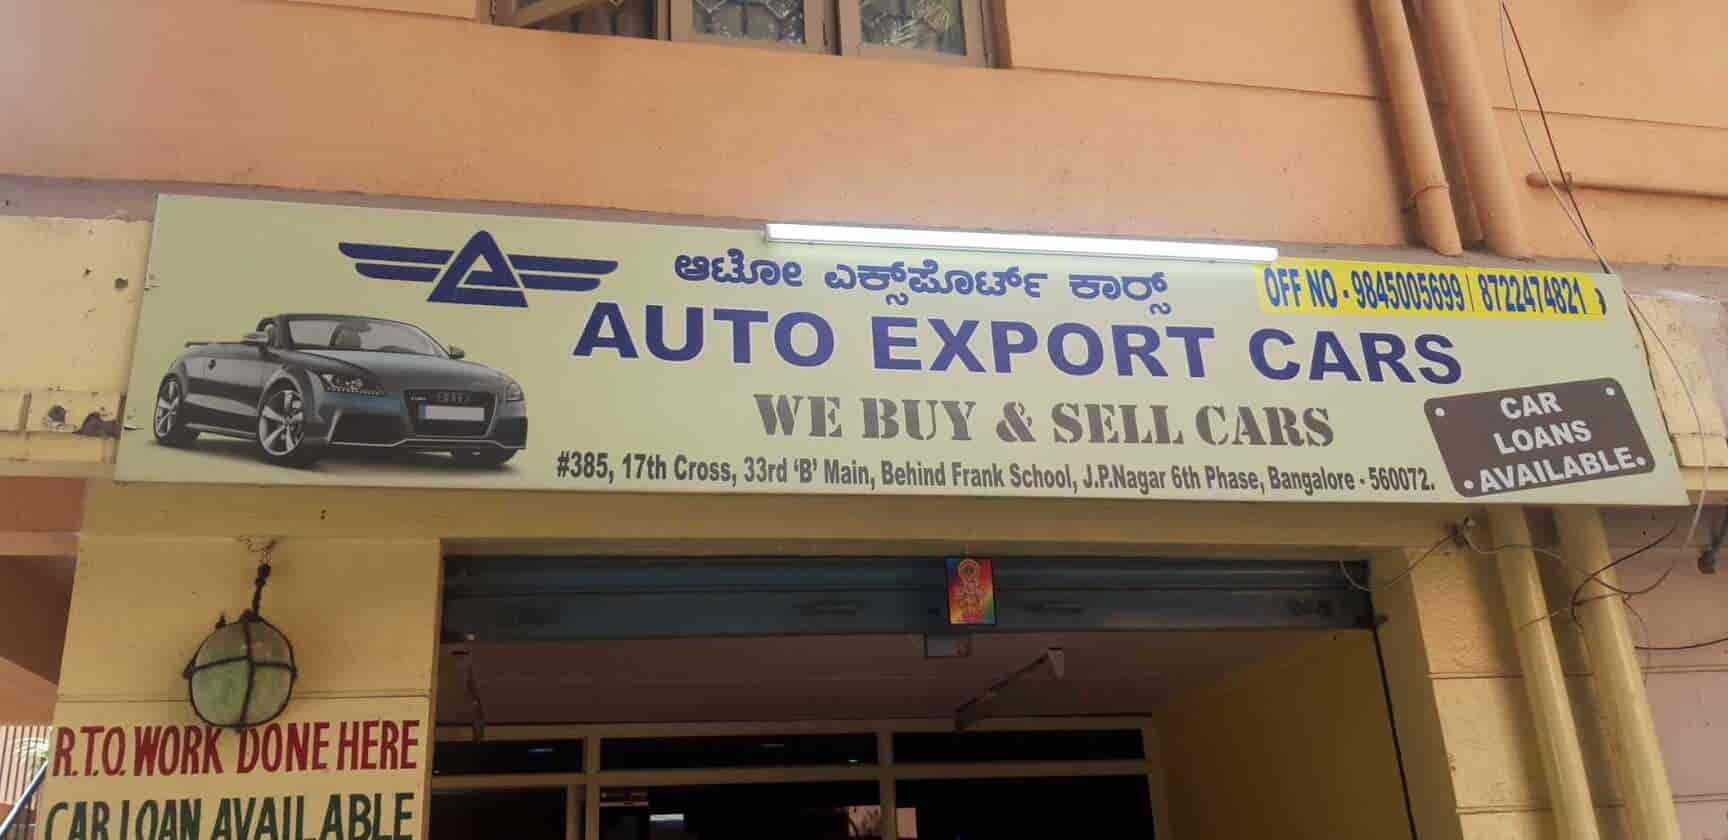 ಆಟೋ ಎಕ್ಸ್‌ಪೊರ್ಟ್ ಕಾರ್ಸ್
OFF NO - 9845005699 | 8722474821
AUTO EXPORT CARS
WE BUY & SELL CARS
#385, 17th Cross, 33rd 'B' Main, Behind Frank School, J.P.Nagar 6th Phase, Bangalore - 560072.
CAR
LOANS
AVAILABLE.
R.T.O. WORK DONE HERE
CAR LOAN AVAILABLE